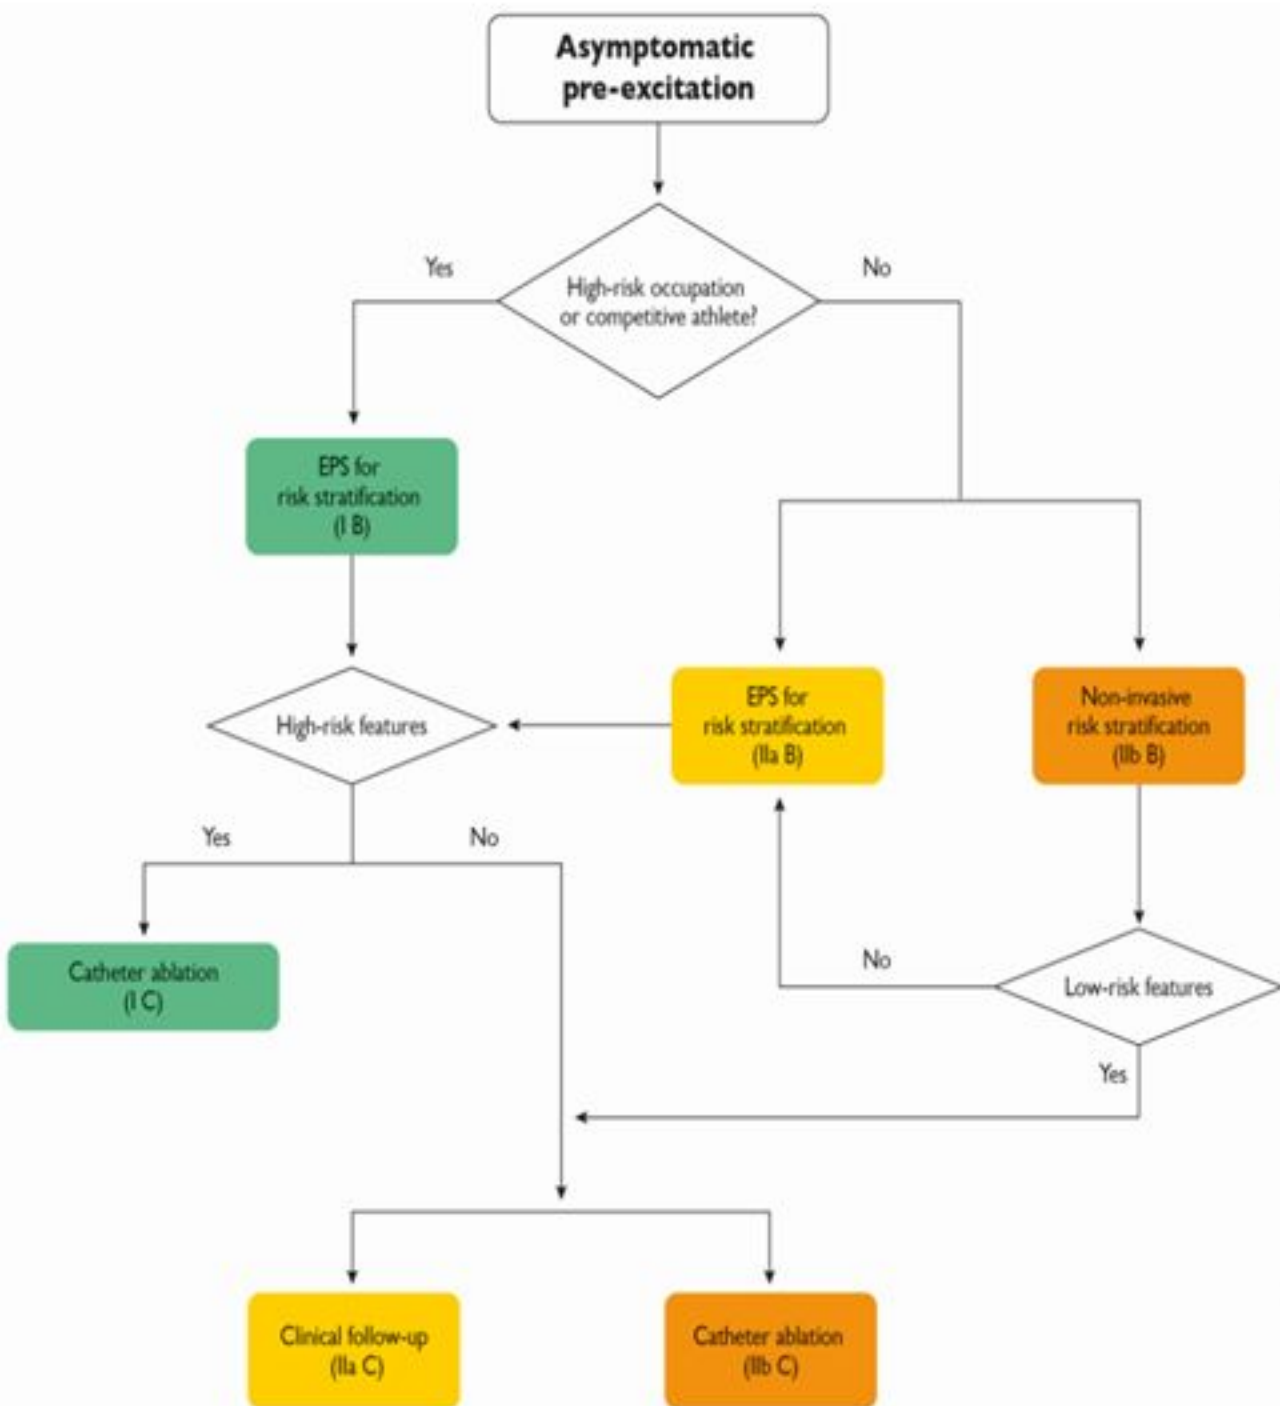 Asymptomatic
pre-excitation
Yes
No
High-risk occupation
or competitive athlete?
EPS for
risk stratification
(I B)
High-risk features
EPS for
risk stratification
(IIa B)
Non-invasive
risk stratification
(IIb B)
Yes
No
Catheter ablation
(I C)
No
Low-risk features
Yes
Clinical follow-up
(IIa C)
Catheter ablation
(IIb C)